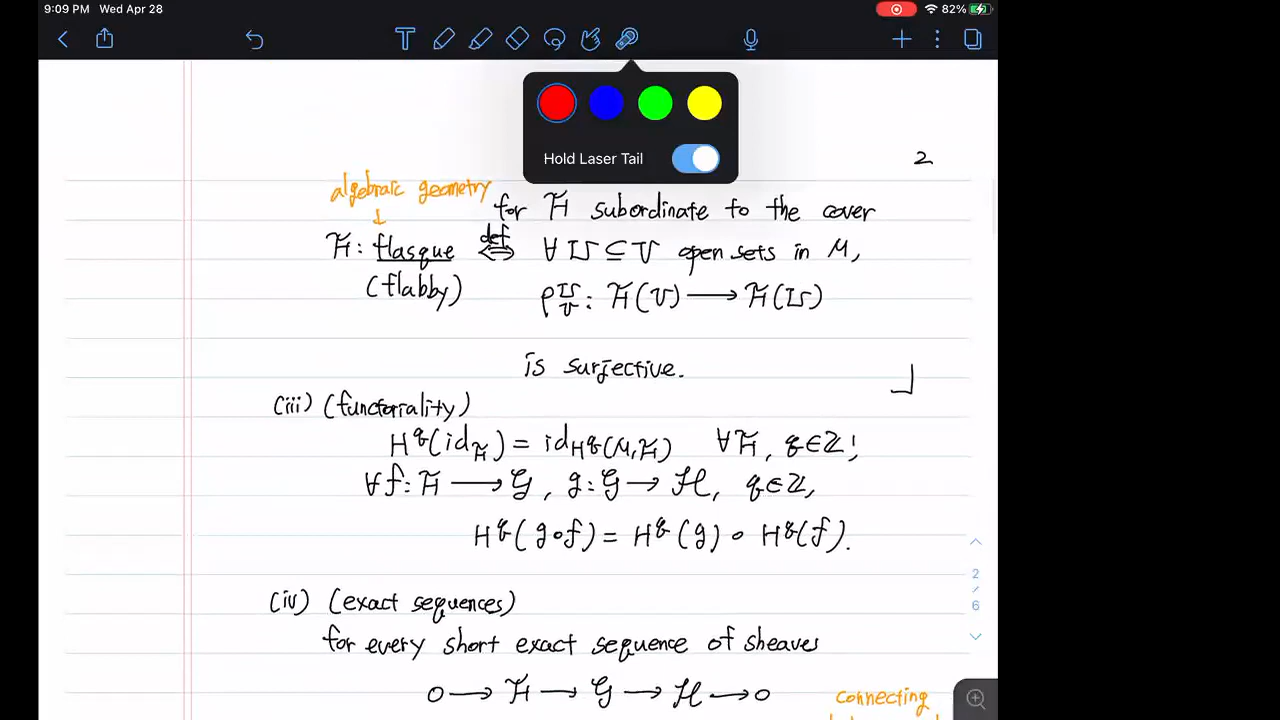 9:09 PM Wed Apr 28
82%
Hold Laser Tail
2
algebraic geometry
↓
for ℱ subordinate to the cover
ℱ: flasque ⇔ def ∀ U ⊆ V open sets in M,
(flabby) ρ^U_V : ℱ(V) ⟶ ℱ(U)
is surjective. ┘
(iii) (functoriality)
H^q(id_ℱ) = id_H^q(M,ℱ) ∀ℱ, q∈ℤ;
∀f: ℱ ⟶ 𝒢, g: 𝒢 → ℋ, q∈ℤ,
H^q(g∘f) = H^q(g) ∘ H^q(f).
(iv) (exact sequences)
for every short exact sequence of sheaves
0 ⟶ ℱ ⟶ 𝒢 ⟶ ℋ ⟶ 0
connecting
2
/
6